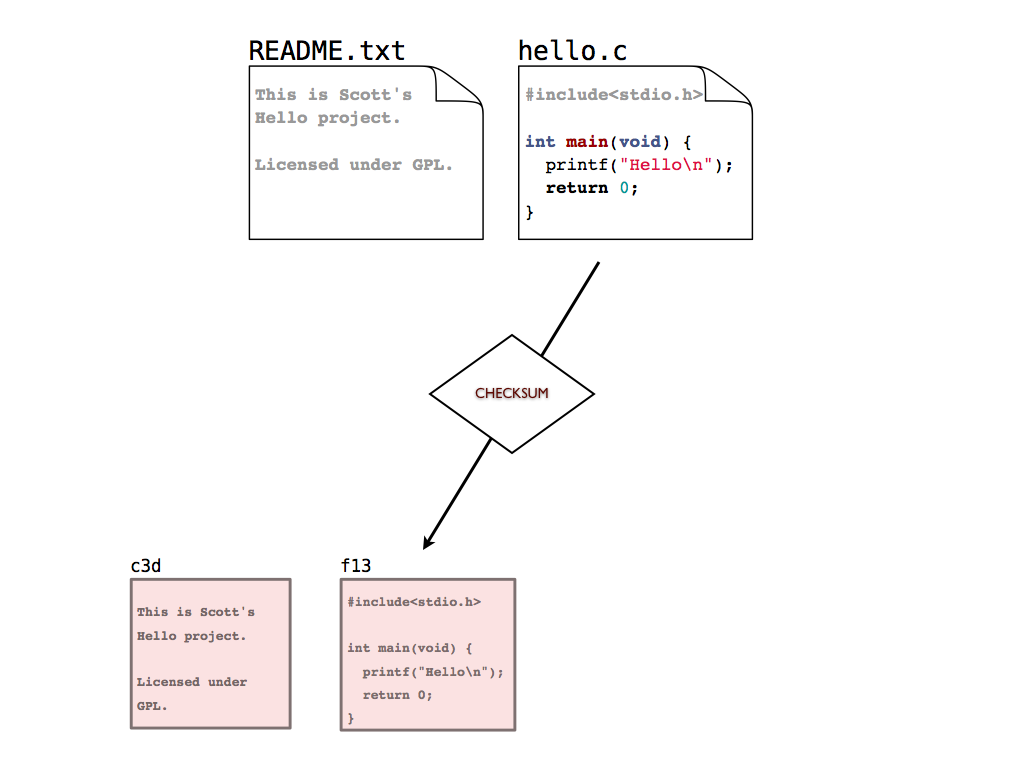 README.txt
This is Scott's
Hello project.
Licensed under GPL.
hello.c
#include<stdio.h>
int main(void) {
  printf("Hello\n");
  return 0;
}
CHECKSUM
c3d
This is Scott's
Hello project.
Licensed under
GPL.
f13
#include<stdio.h>
int main(void) {
  printf("Hello\n");
  return 0;
}